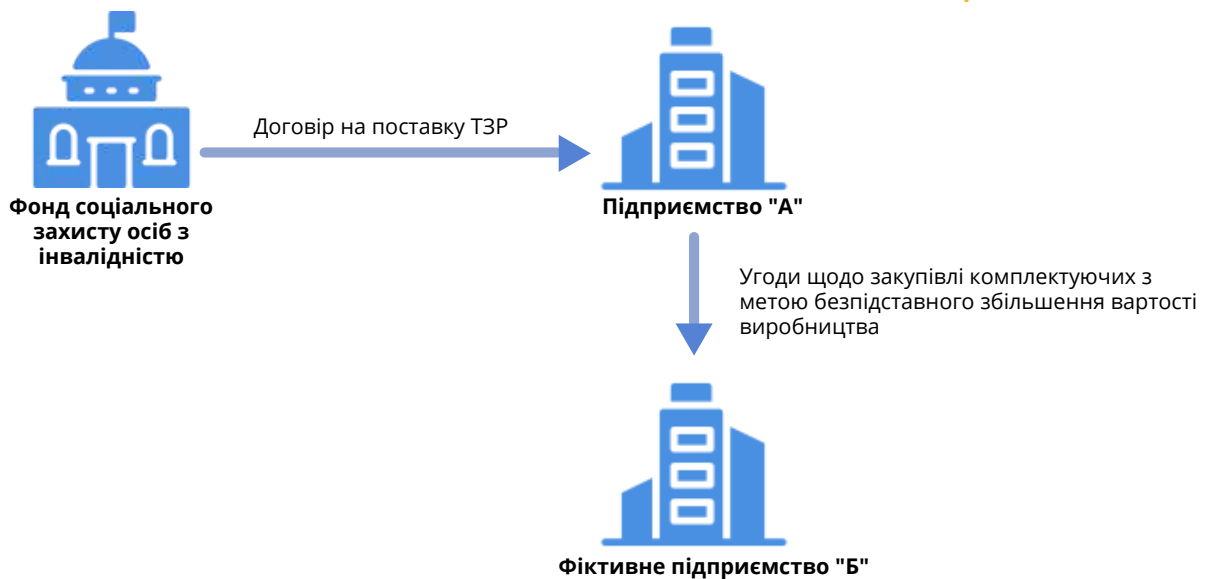 Договір на поставку ТЗР
Фонд соціального
захисту осіб з
інвалідністю
Підприємство "А"
Угоди щодо закупівлі комплектуючих з
метою безпідставного збільшення вартості
виробництва
Фіктивне підприємство "Б"